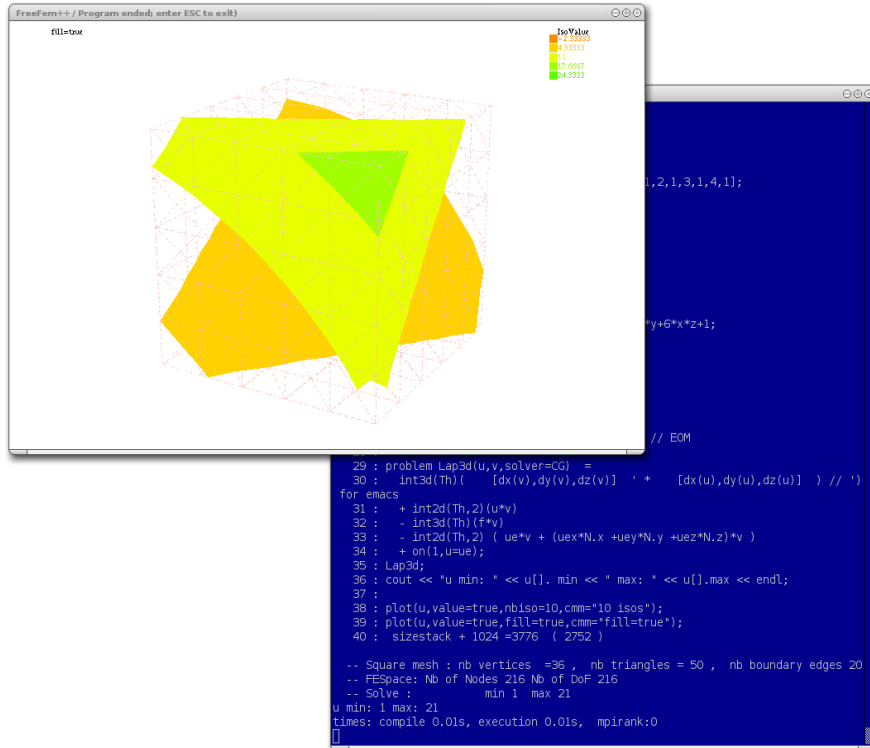 FreeFem++ / Program ended; enter ESC to exit)
fill=true
IsoValue
-2.33333
4.33333
11
17.6667
24.3333
1,2,1,3,1,4,1];
*y+6*x*z+1;
// EOM
29 : problem Lap3d(u,v,solver=CG)  =
30 :   int3d(Th)(    [dx(v),dy(v),dz(v)]  ' *    [dx(u),dy(u),dz(u)]  ) // ')
for emacs
31 :   + int2d(Th,2)(u*v)
32 :   - int3d(Th)(f*v)
33 :   - int2d(Th,2) ( ue*v + (uex*N.x +uey*N.y +uez*N.z)*v )
34 :   + on(1,u=ue);
35 : Lap3d;
36 : cout << "u min: " << u[]. min << " max: " << u[].max << endl;
37 :
38 : plot(u,value=true,nbiso=10,cmm="10 isos");
39 : plot(u,value=true,fill=true,cmm="fill=true");
40 :  sizestack + 1024 =3776  ( 2752 )
-- Square mesh : nb vertices  =36 ,  nb triangles = 50 ,  nb boundary edges 20
-- FESpace: Nb of Nodes 216 Nb of DoF 216
-- Solve :           min 1  max 21
u min: 1 max: 21
times: compile 0.01s, execution 0.01s,  mpirank:0